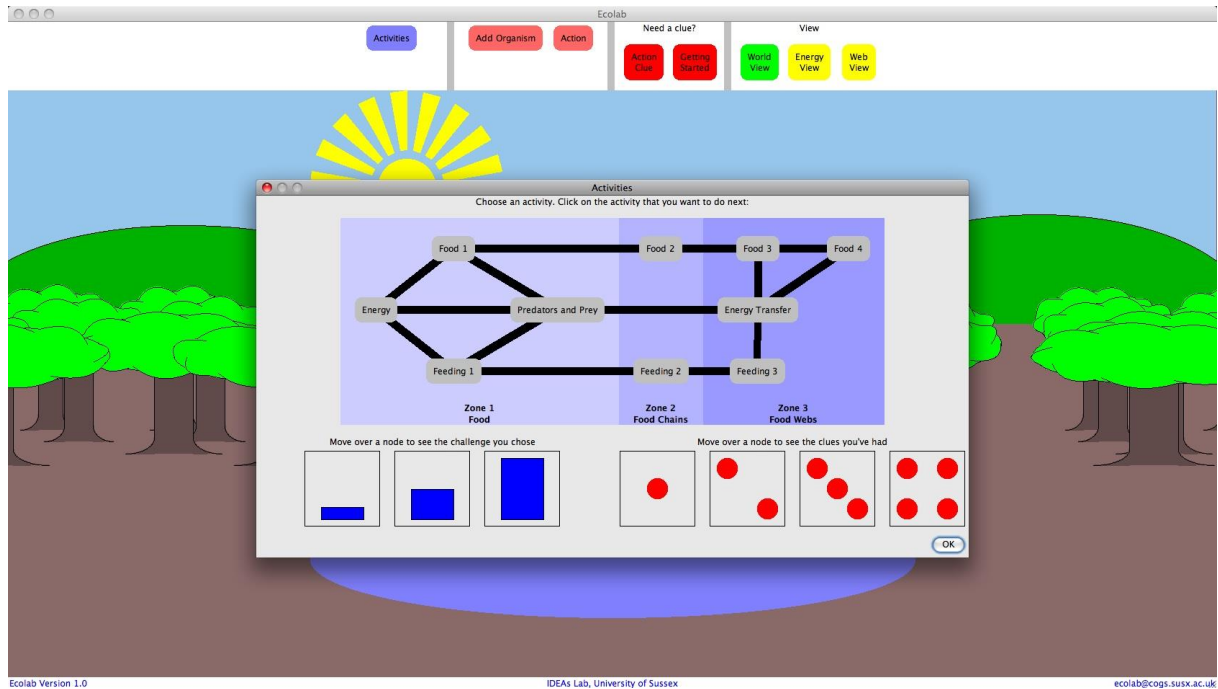 Ecolab
Activities
Add Organism
Action
Need a clue?
Action
Clue
Getting
Started
View
World
View
Energy
View
Web
View
Activities
Choose an activity. Click on the activity that you want to do next:
Food 1
Food 2
Food 3
Food 4
Energy
Predators and Prey
Energy Transfer
Feeding 1
Feeding 2
Feeding 3
Zone 1
Food
Zone 2
Food Chains
Zone 3
Food Webs
Move over a node to see the challenge you chose
Move over a node to see the clues you've had
OK
Ecolab Version 1.0
IDEAs Lab, University of Sussex
ecolab@cogs.susx.ac.uk